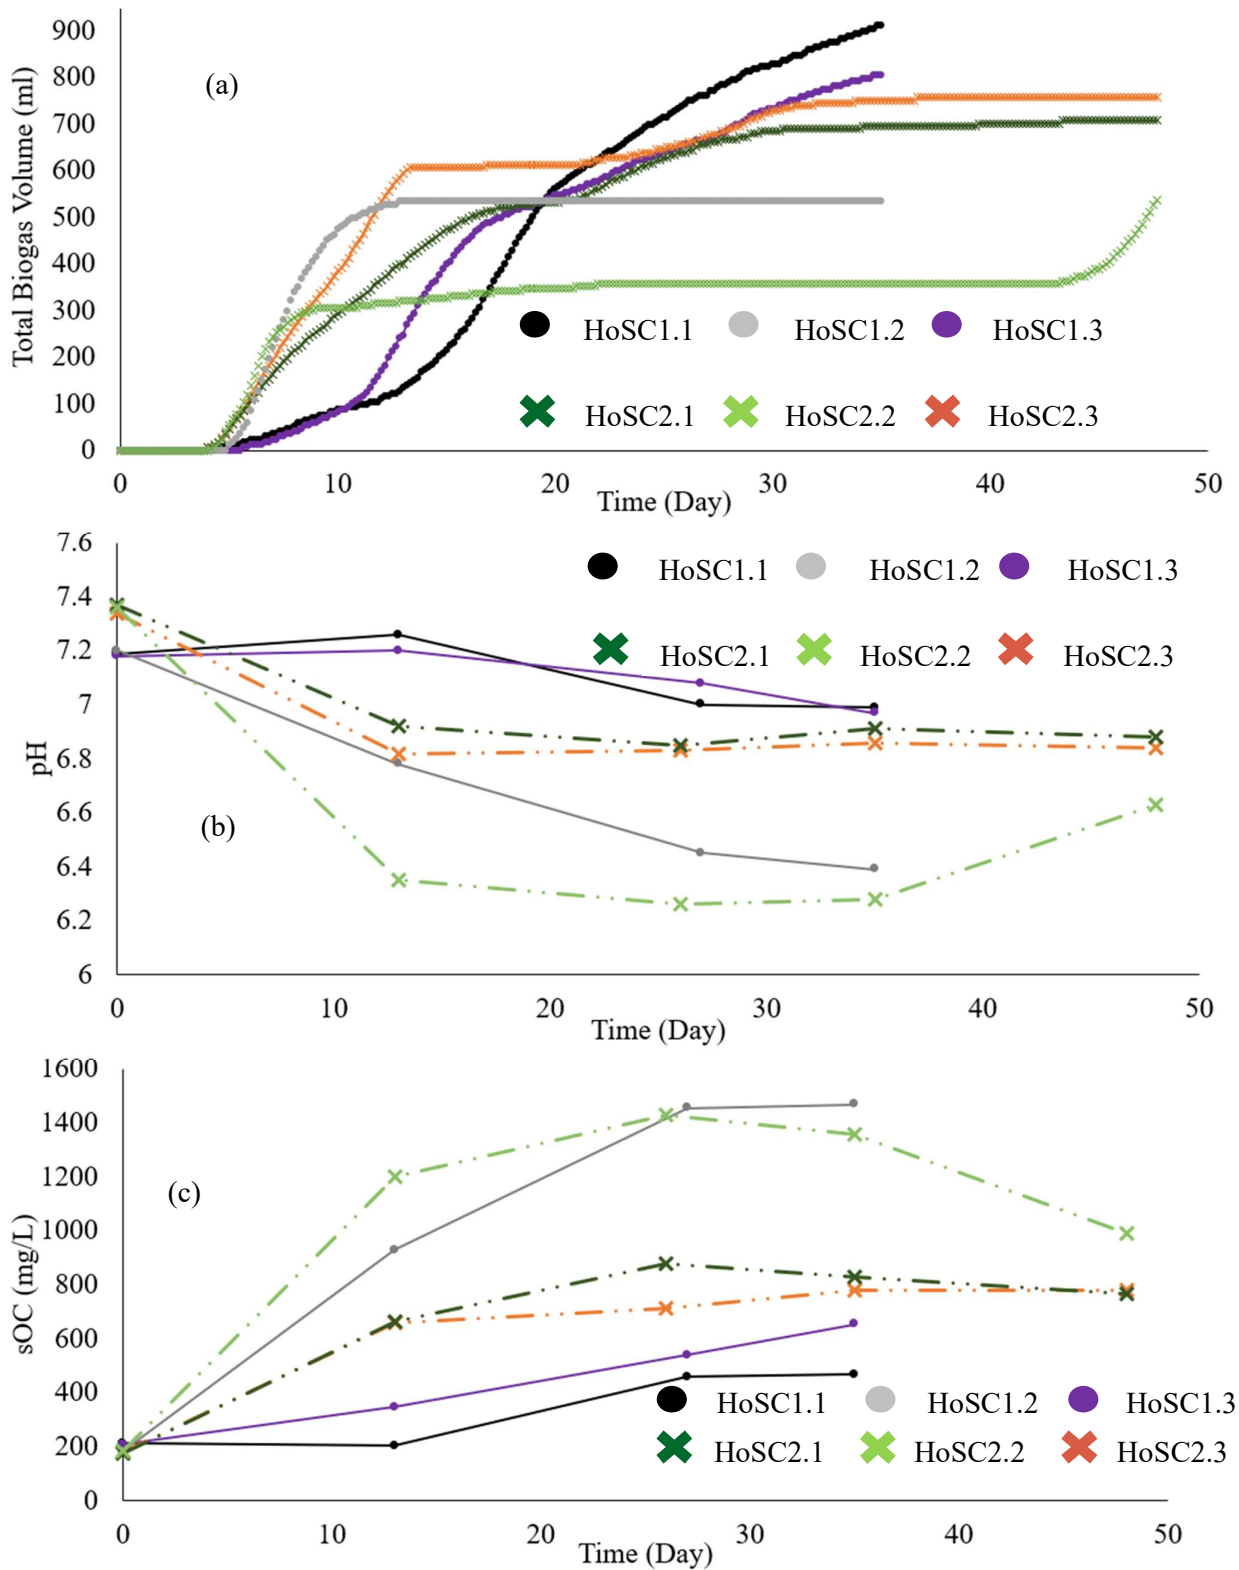 900
800
700
600
500
400
300
200
100
0
Total Biogas Volume (ml)
(a)
HoSC1.1 HoSC1.2 HoSC1.3
HoSC2.1 HoSC2.2 HoSC2.3
0 10 20 30 40 50
Time (Day)
7.6
7.4
7.2
7
6.8
6.6
6.4
6.2
6
pH
(b)
HoSC1.1 HoSC1.2 HoSC1.3
HoSC2.1 HoSC2.2 HoSC2.3
0 10 20 30 40 50
Time (Day)
1600
1400
1200
1000
800
600
400
200
0
sOC (mg/L)
(c)
HoSC1.1 HoSC1.2 HoSC1.3
HoSC2.1 HoSC2.2 HoSC2.3
0 10 20 30 40 50
Time (Day)